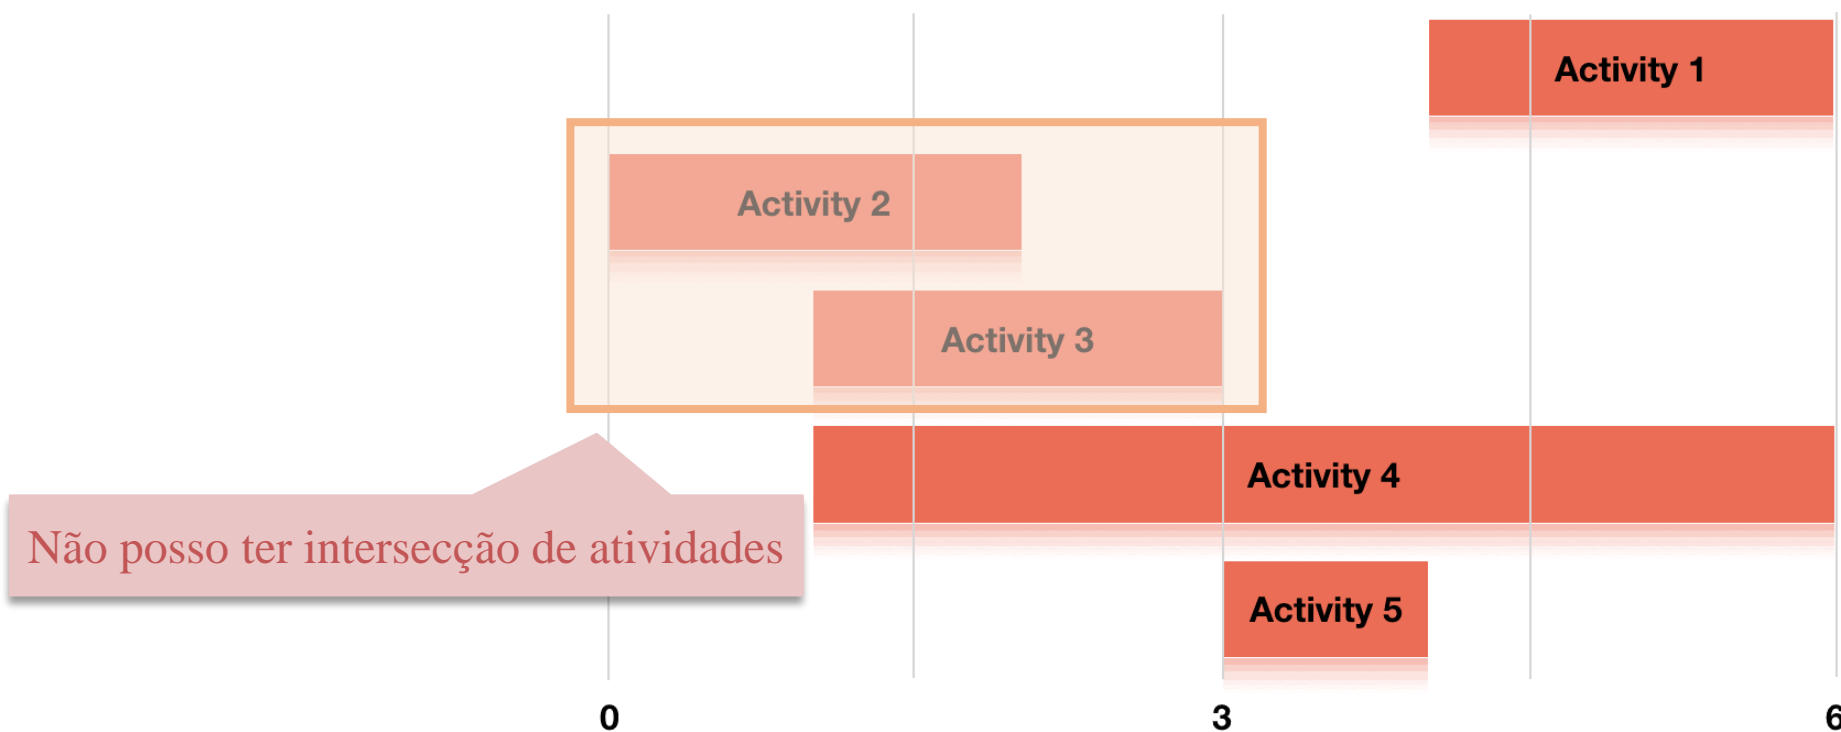 Activity 1
Activity 2
Activity 3
Activity 4
Não posso ter intersecção de atividades
Activity 5
0 3 6